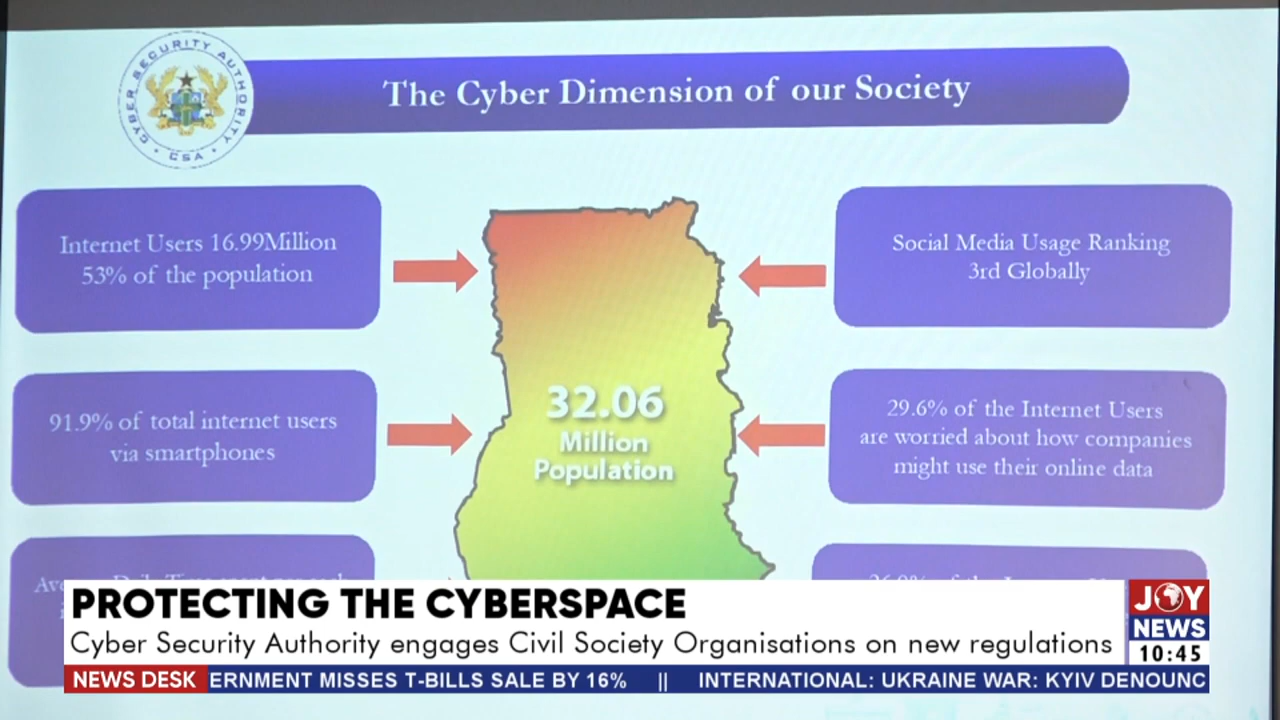 CYBER SECURITY AUTHORITY
• CSA •
The Cyber Dimension of our Society
Internet Users 16.99Million
53% of the population
91.9% of total internet users
via smartphones
32.06
Million
Population
Social Media Usage Ranking
3rd Globally
29.6% of the Internet Users
are worried about how companies
might use their online data
PROTECTING THE CYBERSPACE
Cyber Security Authority engages Civil Society Organisations on new regulations
JOY
NEWS
10:45
NEWS DESK
ERNMENT MISSES T-BILLS SALE BY 16% || INTERNATIONAL: UKRAINE WAR: KYIV DENOUNC